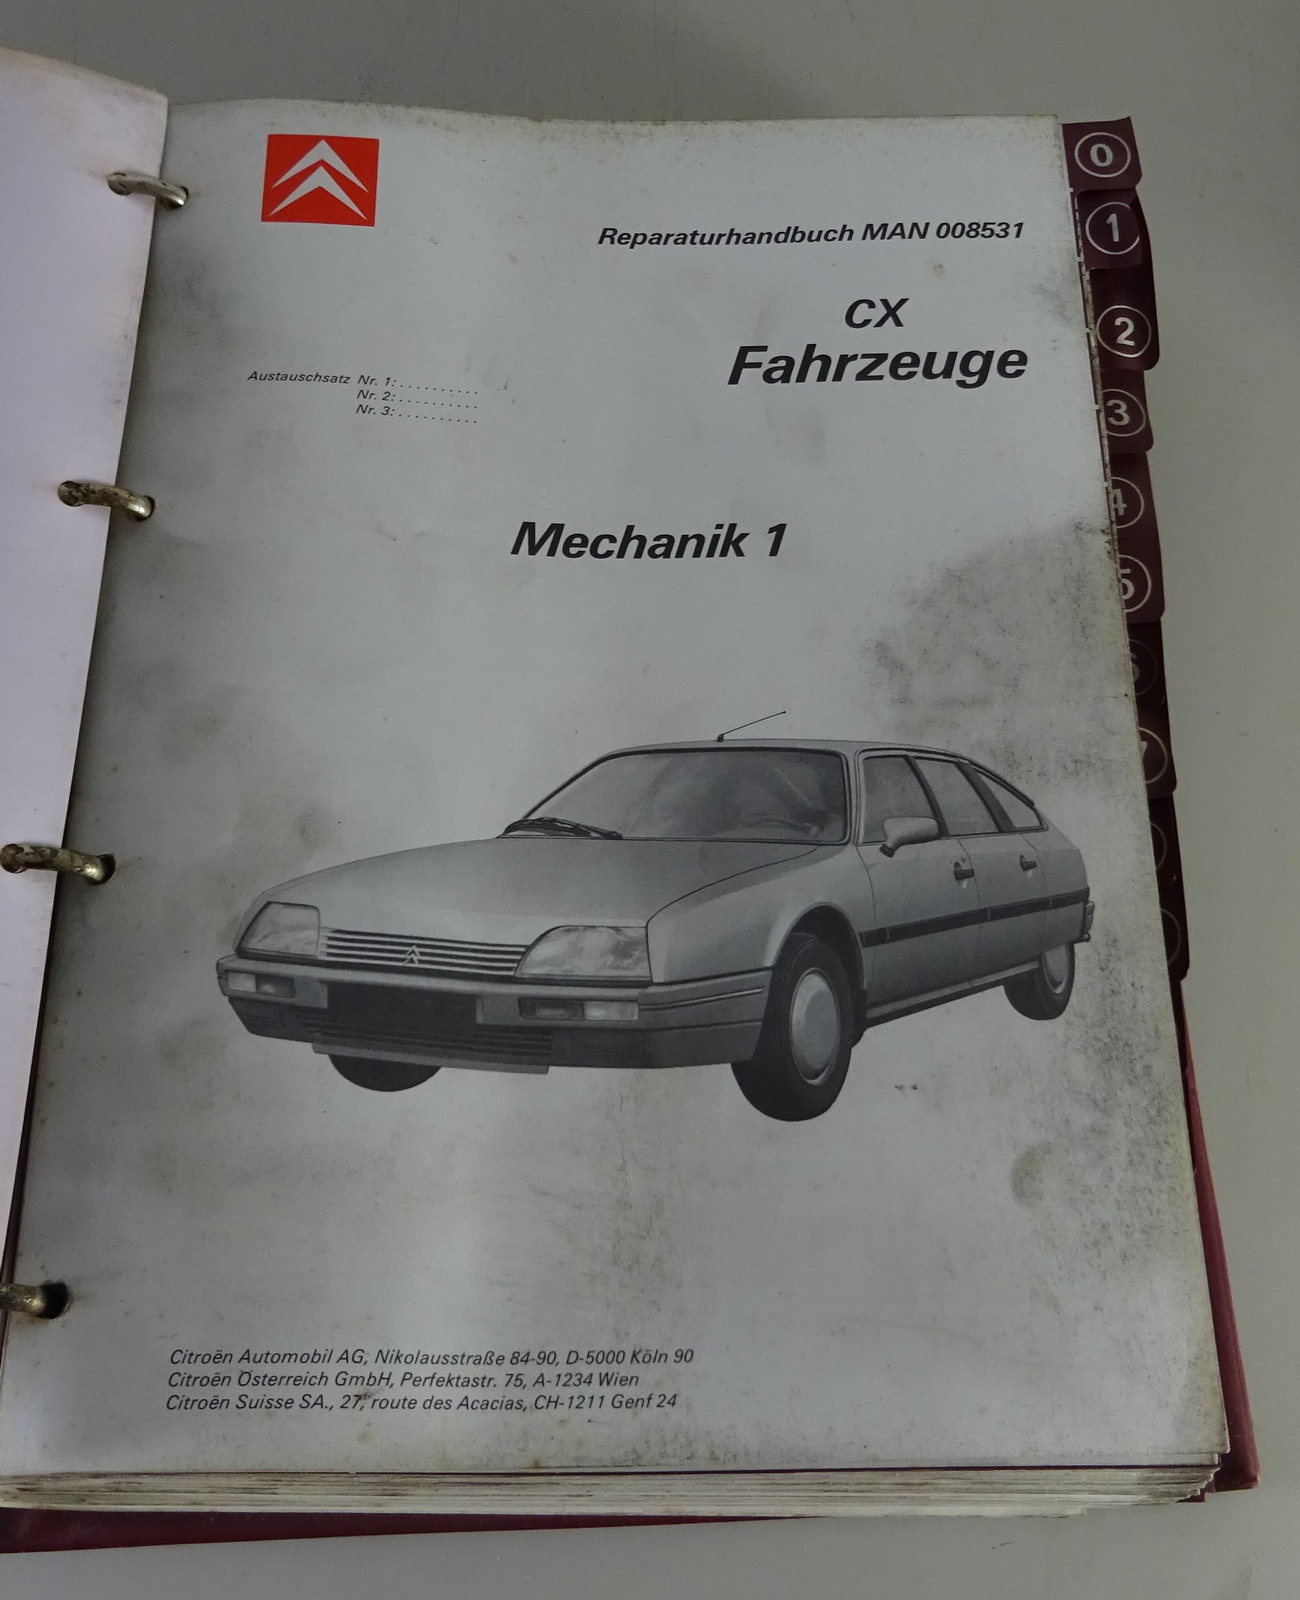 Reparaturhandbuch MAN 008531
CX
Fahrzeuge
Austauschsatz Nr. 1:..........
Nr. 2:..........
Nr. 3:..........
Mechanik 1
Citroën Automobil AG, Nikolausstraße 84-90, D-5000 Köln 90
Citroën Österreich GmbH, Perfektastr. 75, A-1234 Wien
Citroën Suisse SA., 27, route des Acacias, CH-1211 Genf 24
0
1
2
3
4
5
6
7